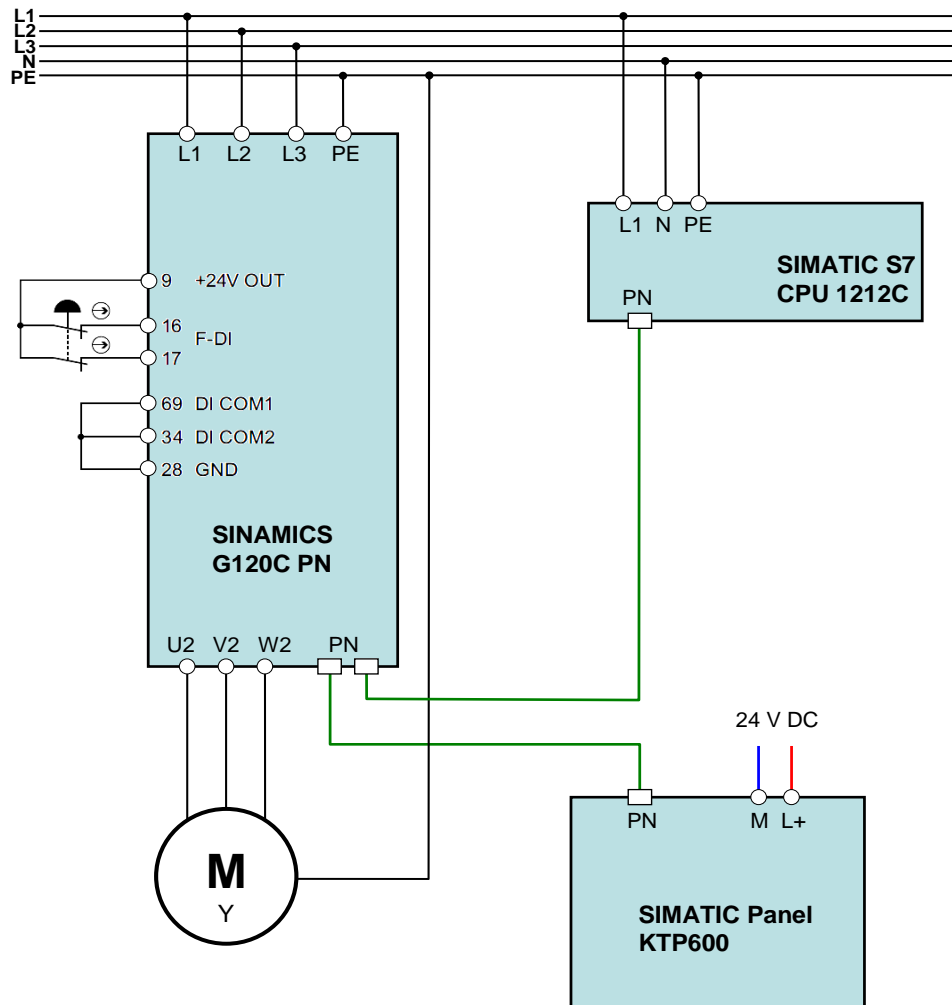 L1
L2
L3
N
PE
L1 L2 L3 PE
L1 N PE
SIMATIC S7
CPU 1212C
PN
9 +24V OUT
16
F-DI
17
69 DI COM1
34 DI COM2
28 GND
SINAMICS
G120C PN
U2 V2 W2 PN
24 V DC
PN M L+
M
Y
SIMATIC Panel
KTP600